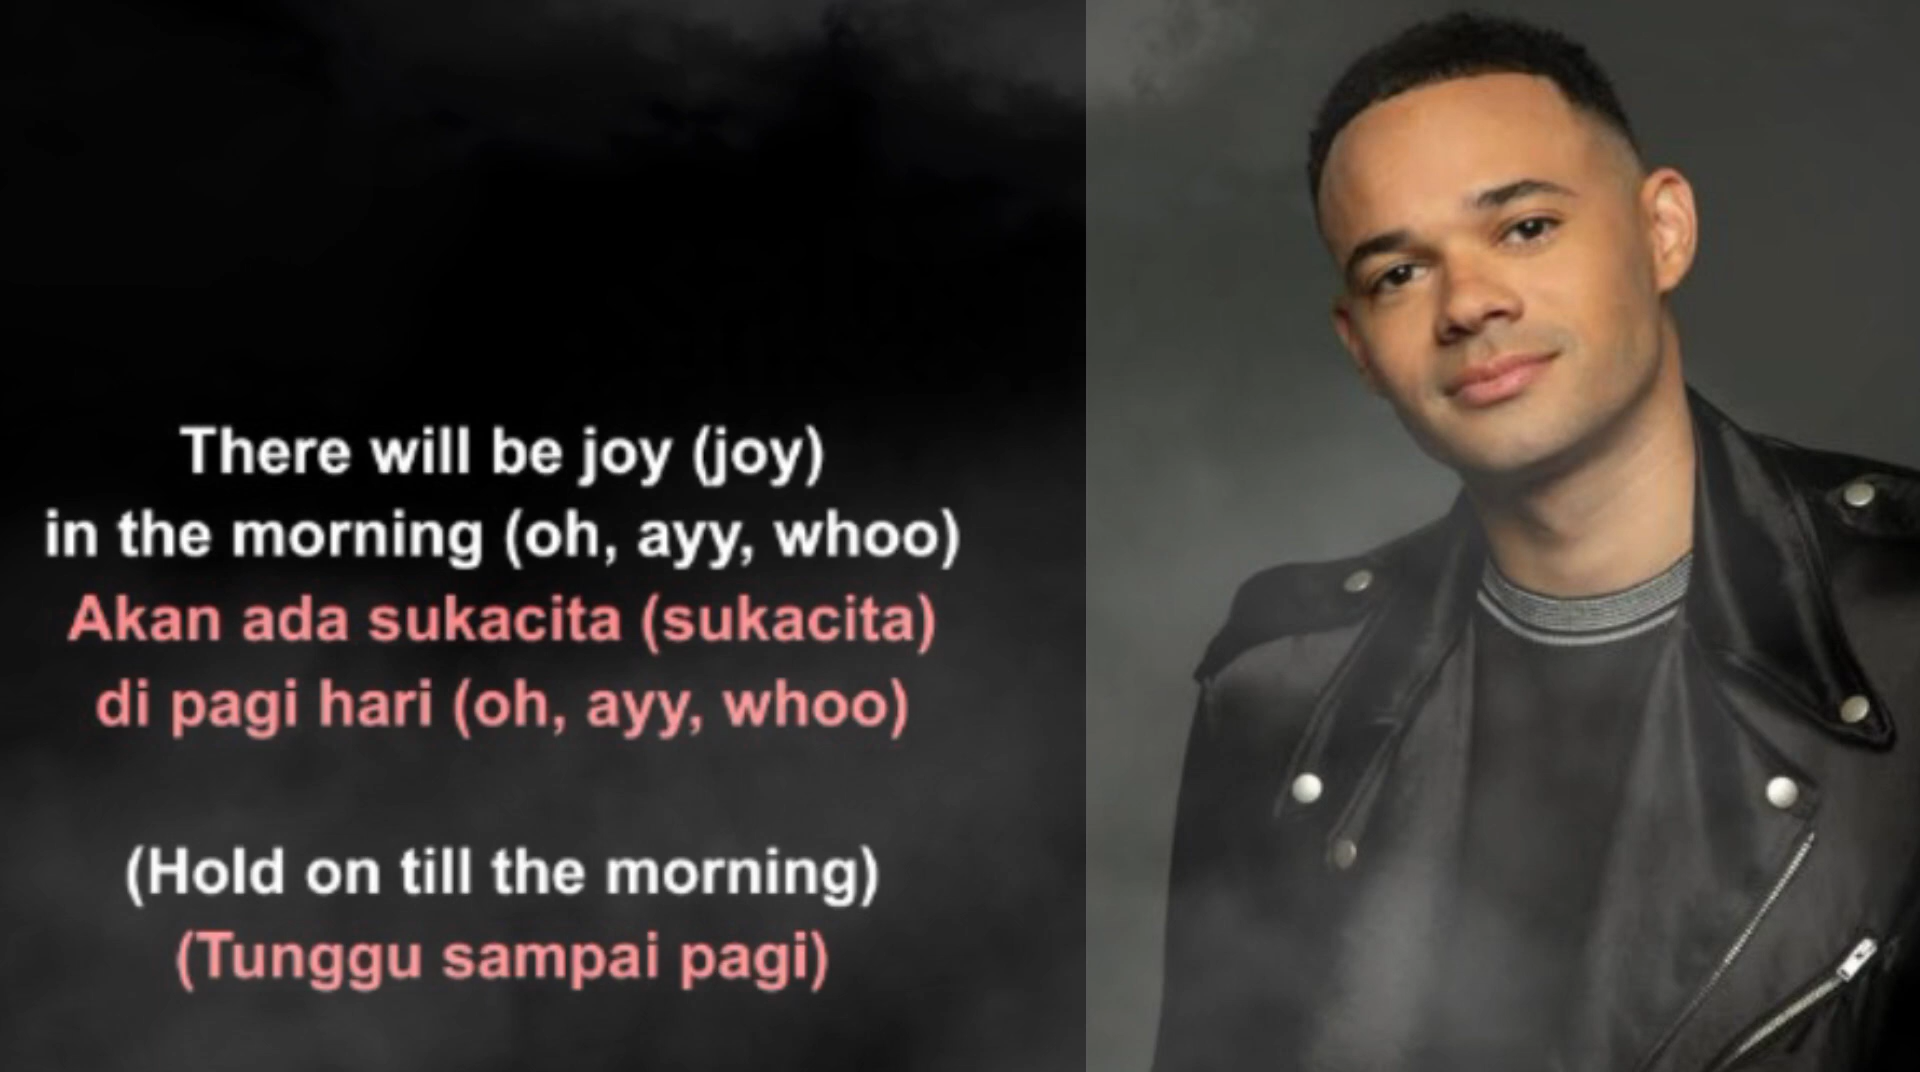 There will be joy (joy)
in the morning (oh, ayy, whoo)
Akan ada sukacita (sukacita)
di pagi hari (oh, ayy, whoo)
(Hold on till the morning)
(Tunggu sampai pagi)